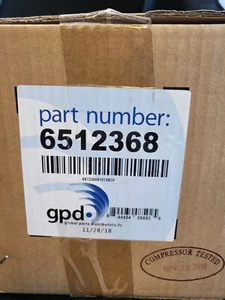 part number:
6512368
gpd
global parts distributors, llc
11/28/18
COMPRESSOR TESTED